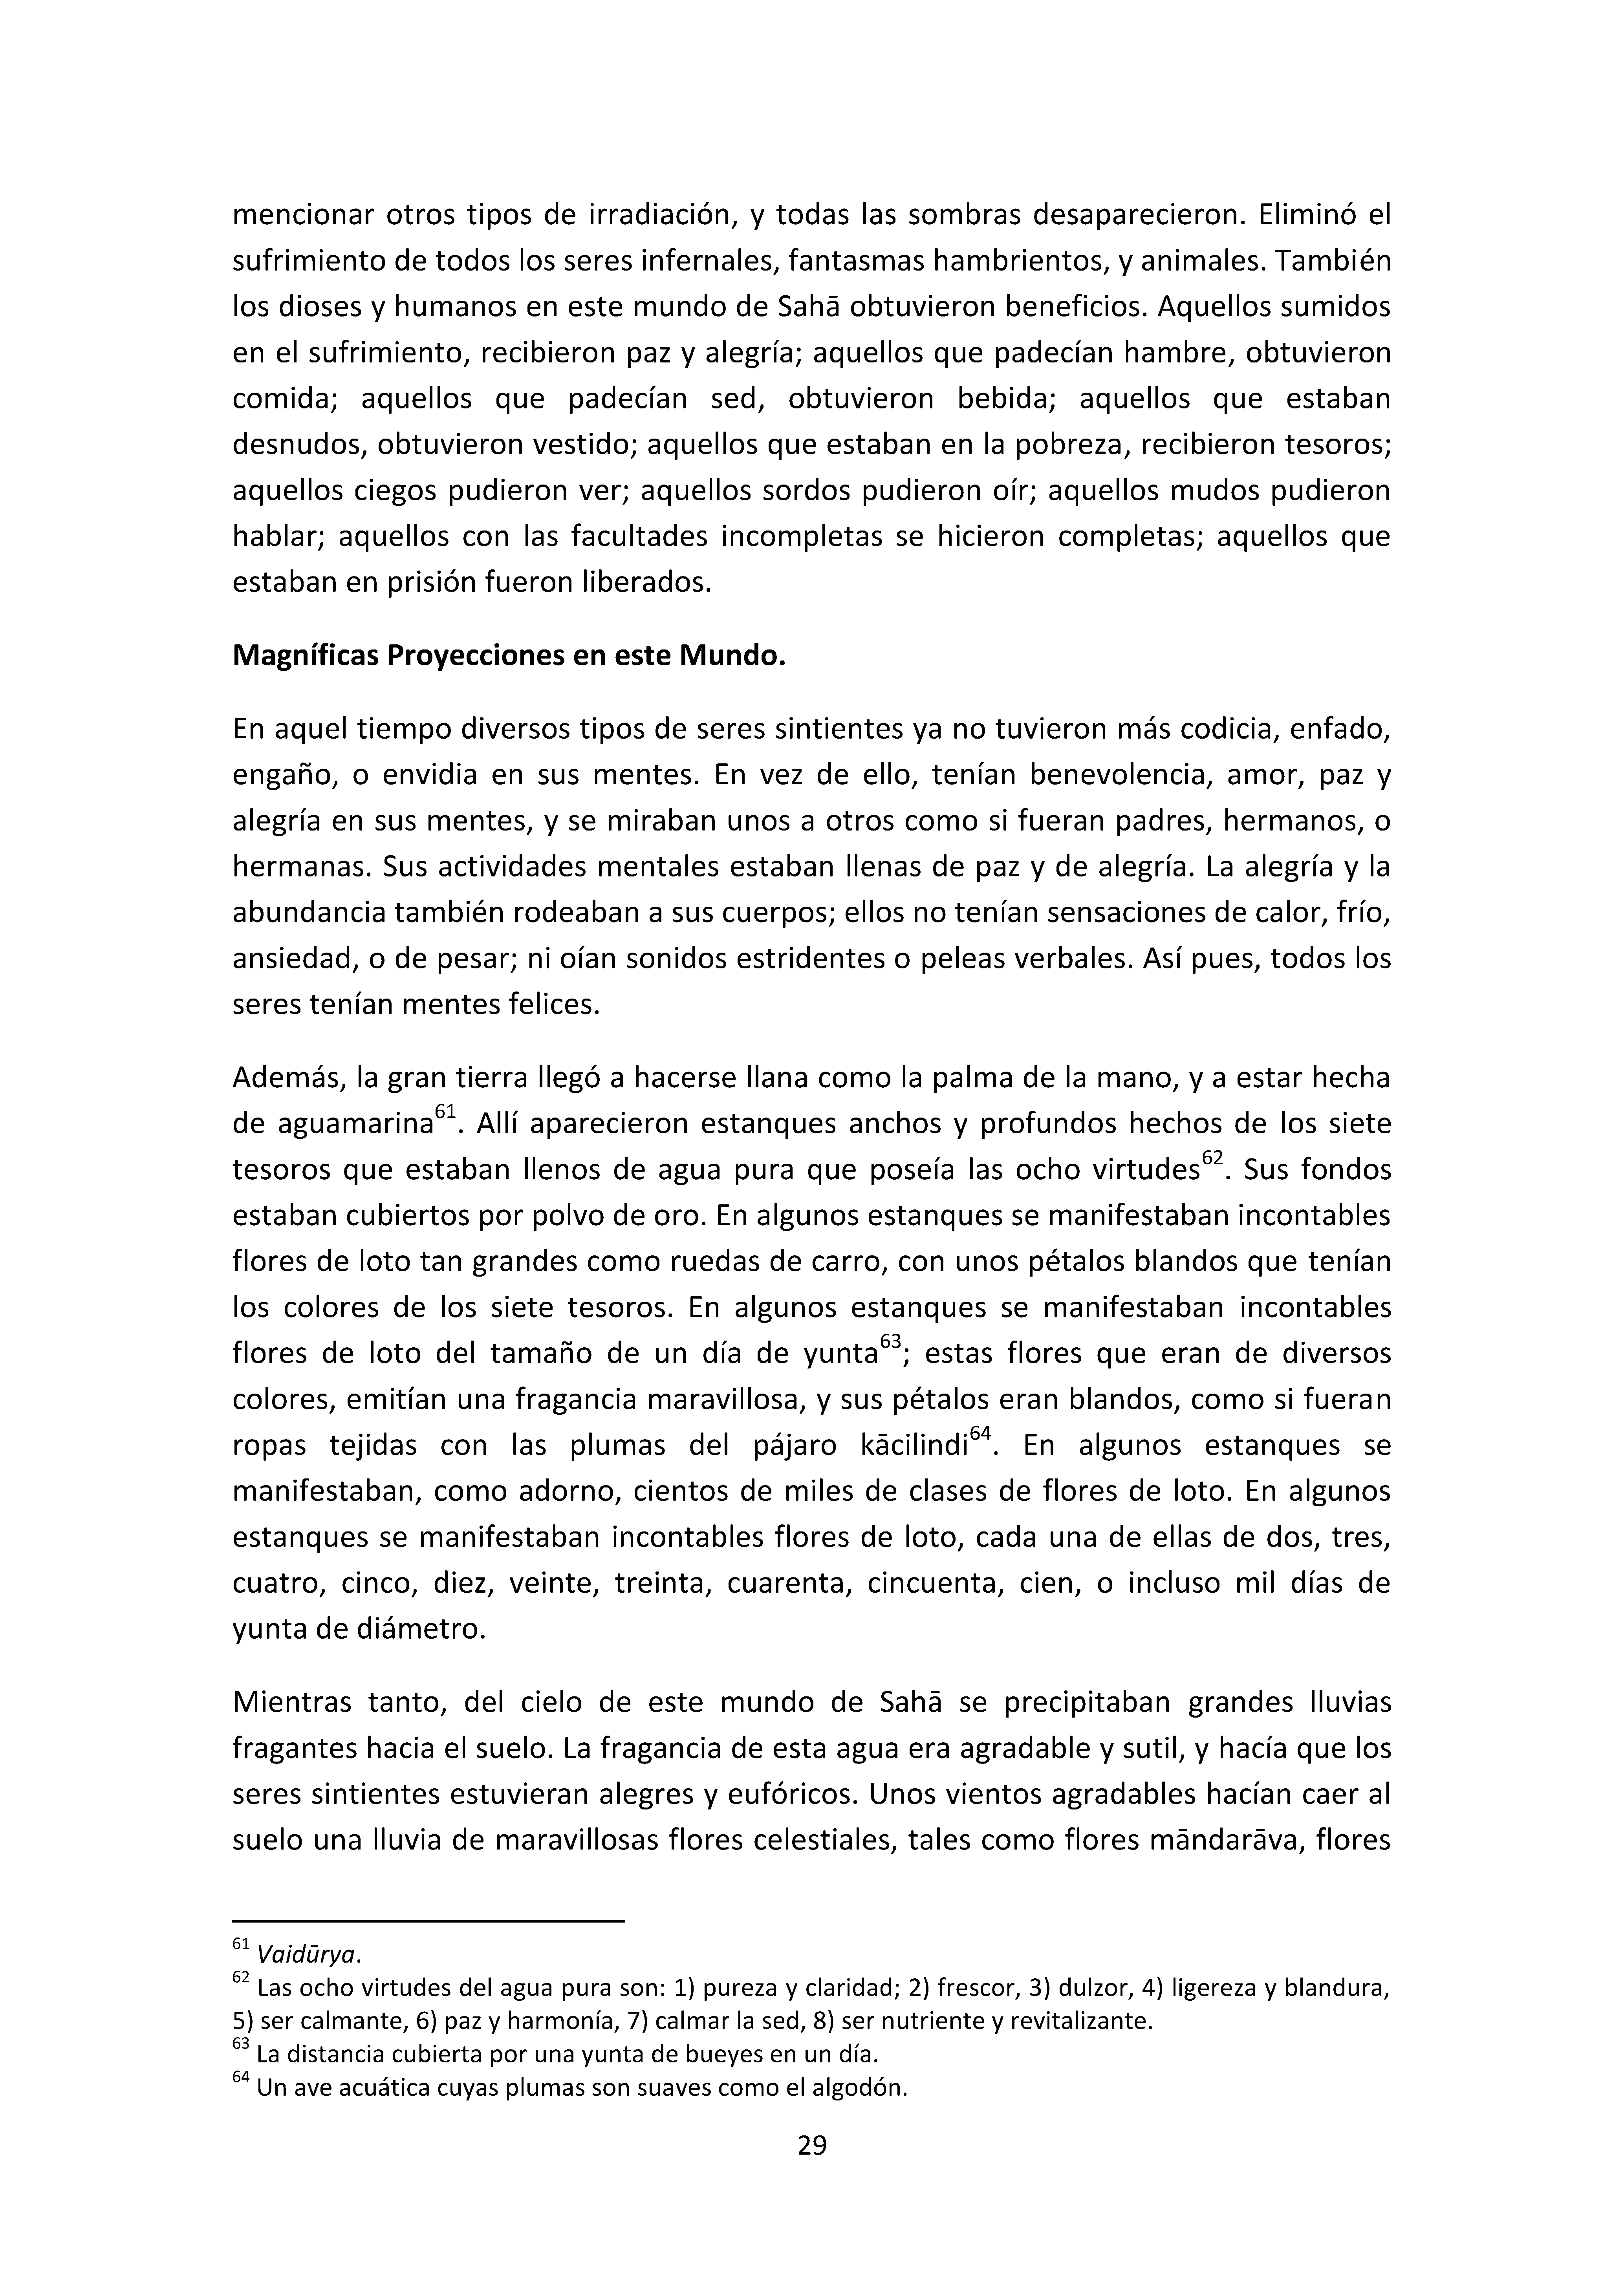 mencionar otros tipos de irradiación, y todas las sombras desaparecieron. Eliminó el
sufrimiento de todos los seres infernales, fantasmas hambrientos, y animales. También
los dioses y humanos en este mundo de Sahā obtuvieron beneficios. Aquellos sumidos
en el sufrimiento, recibieron paz y alegría; aquellos que padecían hambre, obtuvieron
comida; aquellos que padecían sed, obtuvieron bebida; aquellos que estaban
desnudos, obtuvieron vestido; aquellos que estaban en la pobreza, recibieron tesoros;
aquellos ciegos pudieron ver; aquellos sordos pudieron oír; aquellos mudos pudieron
hablar; aquellos con las facultades incompletas se hicieron completas; aquellos que
estaban en prisión fueron liberados.
Magníficas Proyecciones en este Mundo.
En aquel tiempo diversos tipos de seres sintientes ya no tuvieron más codicia, enfado,
engaño, o envidia en sus mentes. En vez de ello, tenían benevolencia, amor, paz y
alegría en sus mentes, y se miraban unos a otros como si fueran padres, hermanos, o
hermanas. Sus actividades mentales estaban llenas de paz y de alegría. La alegría y la
abundancia también rodeaban a sus cuerpos; ellos no tenían sensaciones de calor, frío,
ansiedad, o de pesar; ni oían sonidos estridentes o peleas verbales. Así pues, todos los
seres tenían mentes felices.
Además, la gran tierra llegó a hacerse llana como la palma de la mano, y a estar hecha
de aguamarina61. Allí aparecieron estanques anchos y profundos hechos de los siete
tesoros que estaban llenos de agua pura que poseía las ocho virtudes62. Sus fondos
estaban cubiertos por polvo de oro. En algunos estanques se manifestaban incontables
flores de loto tan grandes como ruedas de carro, con unos pétalos blandos que tenían
los colores de los siete tesoros. En algunos estanques se manifestaban incontables
flores de loto del tamaño de un día de yunta63; estas flores que eran de diversos
colores, emitían una fragancia maravillosa, y sus pétalos eran blandos, como si fueran
ropas tejidas con las plumas del pájaro kācilindi64. En algunos estanques se
manifestaban, como adorno, cientos de miles de clases de flores de loto. En algunos
estanques se manifestaban incontables flores de loto, cada una de ellas de dos, tres,
cuatro, cinco, diez, veinte, treinta, cuarenta, cincuenta, cien, o incluso mil días de
yunta de diámetro.
Mientras tanto, del cielo de este mundo de Sahā se precipitaban grandes lluvias
fragantes hacia el suelo. La fragancia de esta agua era agradable y sutil, y hacía que los
seres sintientes estuvieran alegres y eufóricos. Unos vientos agradables hacían caer al
suelo una lluvia de maravillosas flores celestiales, tales como flores māndarāva, flores
61 Vaidūrya.
62 Las ocho virtudes del agua pura son: 1) pureza y claridad; 2) frescor, 3) dulzor, 4) ligereza y blandura,
5) ser calmante, 6) paz y harmonía, 7) calmar la sed, 8) ser nutriente y revitalizante.
63 La distancia cubierta por una yunta de bueyes en un día.
64 Un ave acuática cuyas plumas son suaves como el algodón.
29